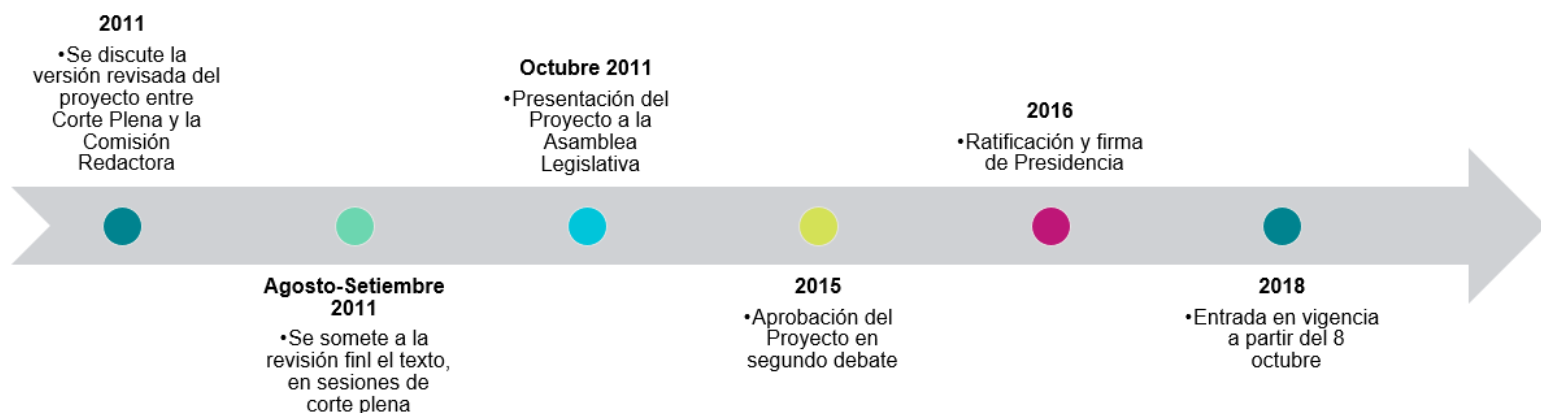 2011
•Se discute la
versión revisada del
proyecto entre
Corte Plena y la
Comisión
Redactora
Agosto-Setiembre
2011
•Se somete a la
revisión finl el texto,
en sesiones de
corte plena
Octubre 2011
•Presentación del
Proyecto a la
Asamblea
Legislativa
2015
•Aprobación del
Proyecto en
segundo debate
2016
•Ratificación y firma
de Presidencia
2018
•Entrada en vigencia
a partir del 8
octubre